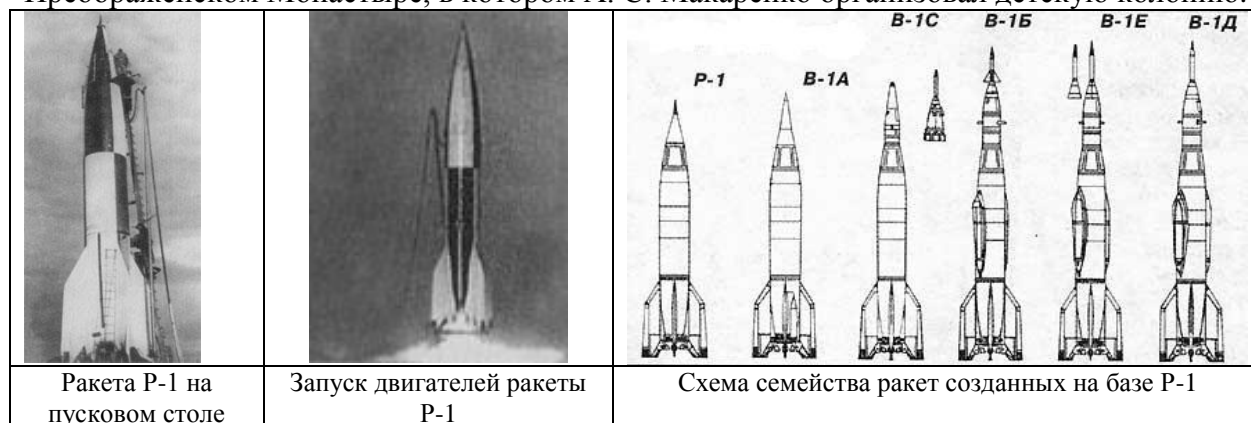 Преображенском Монастыре, в котором А. С. Макаренко организовал детскую колонию.
В-1С В-1Б В-1Е В-1Д
Р-1 В-1А
Ракета Р-1 на
пусковом столе
Запуск двигателей ракеты
Р-1
Схема семейства ракет созданных на базе Р-1